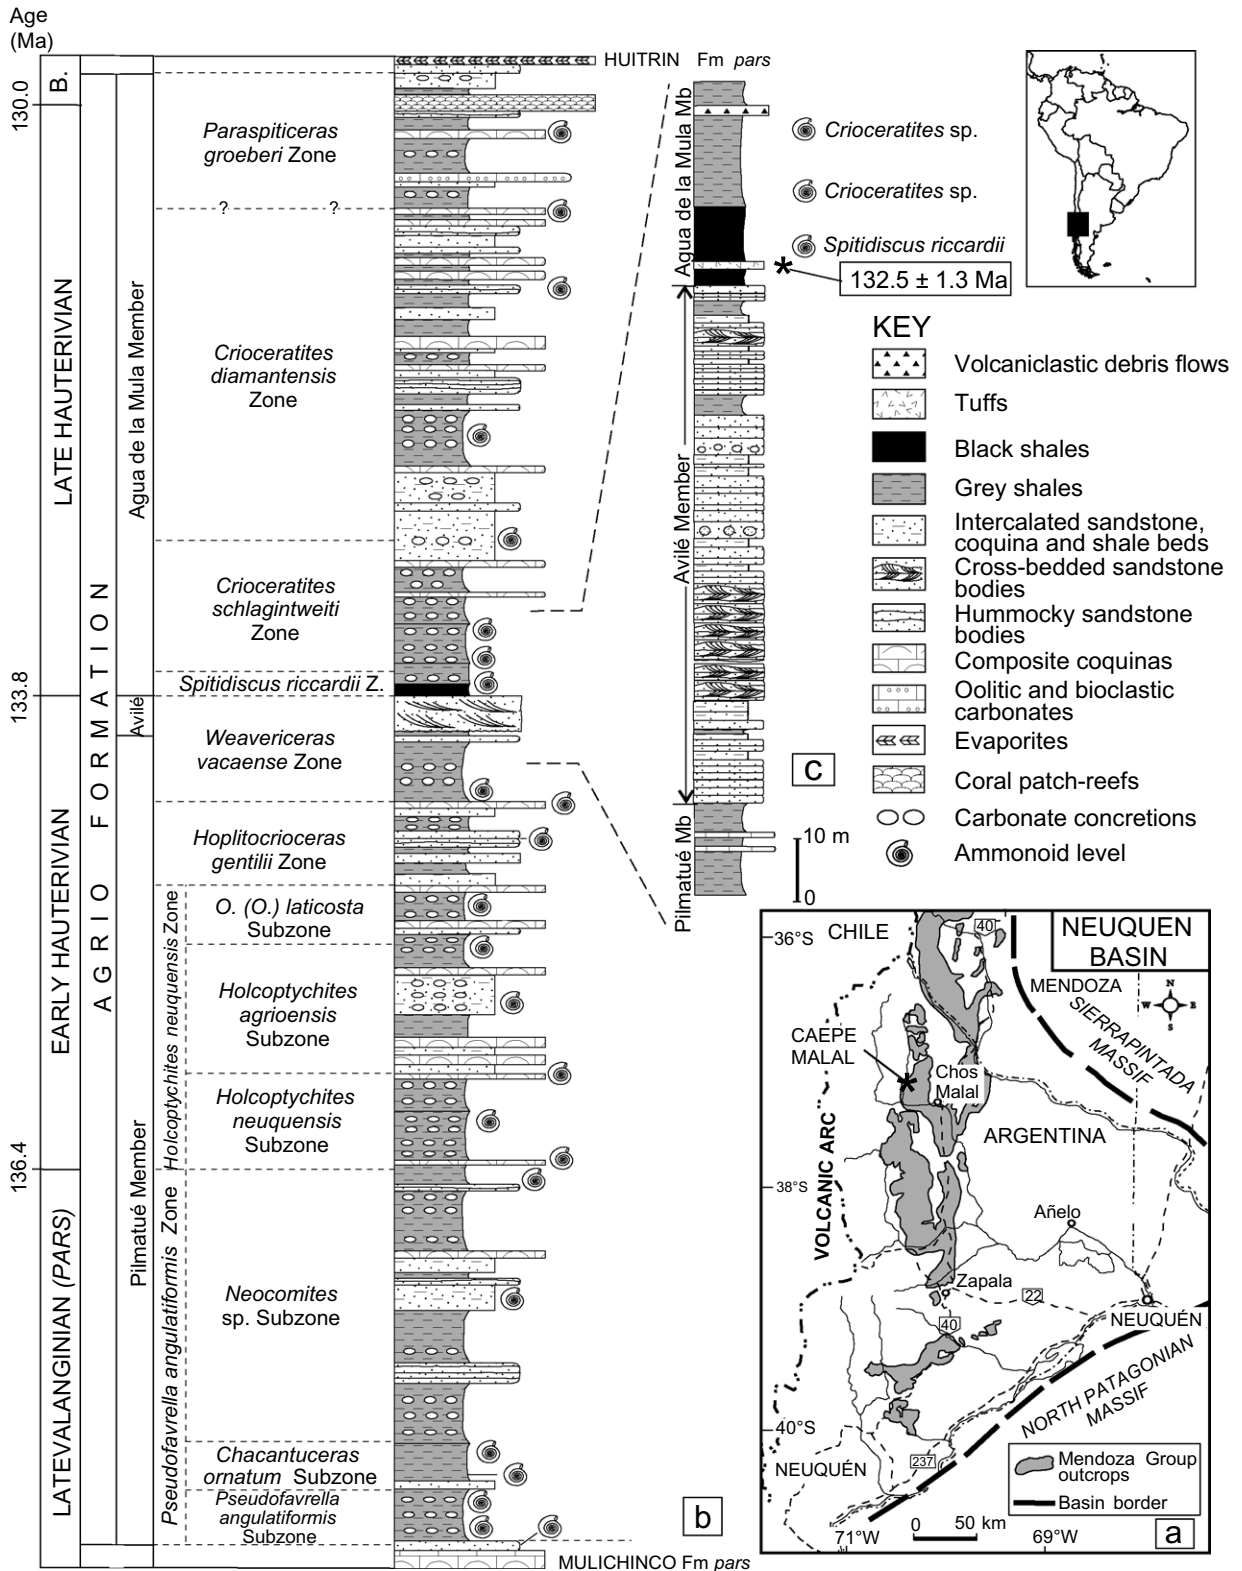 Age
(Ma)
130.0
133.8
136.4
B.
LATE HAUTERIVIAN
EARLY HAUTERIVIAN
LATEVALANGINIAN (PARS)
AGRIO FORMATION
Agua de la Mula Member
Avilé
Pilmatué Member
HUITRIN Fm pars
Paraspiticeras
groeberi Zone
? ?
Crioceratites
diamantensis
Zone
Crioceratites
schlagintweiti
Zone
Spitidiscus riccardii Z.
Weavericeras
vacaense Zone
Hoplitocrioceras
gentilii Zone
Holcoptychites neuquensis Zone
O. (O.) laticosta
Subzone
Holcoptychites
agrioensis
Subzone
Holcoptychites
neuquensis
Subzone
Pseudofavrella angulatiformis Zone
Neocomites
sp. Subzone
Chacantuceras
ornatum Subzone
Pseudofavrella
angulatiformis
Subzone
MULICHINCO Fm pars
b
Agua de la Mula Mb
Avilé Member
Pilmatué Mb
Crioceratites sp.
Crioceratites sp.
Spitidiscus riccardii
*
132.5 ± 1.3 Ma
c
10 m
0
KEY
Volcaniclastic debris flows
Tuffs
Black shales
Grey shales
Intercalated sandstone,
coquina and shale beds
Cross-bedded sandstone
bodies
Hummocky sandstone
bodies
Composite coquinas
Oolitic and bioclastic
carbonates
Evaporites
Coral patch-reefs
Carbonate concretions
Ammonoid level
36°S
38°S
40°S
71°W
69°W
CHILE
40
NEUQUEN
BASIN
MENDOZA
N
W E
S
SIERRAPINTADA
MASSIF
CAEPE
MALAL
*
Chos
Malal
ARGENTINA
VOLCANIC ARC
Añelo
Zapala
22
40
NEUQUÉN
NORTH PATAGONIAN
MASSIF
237
NEUQUÉN
Mendoza Group
outcrops
Basin border
0 50 km
a